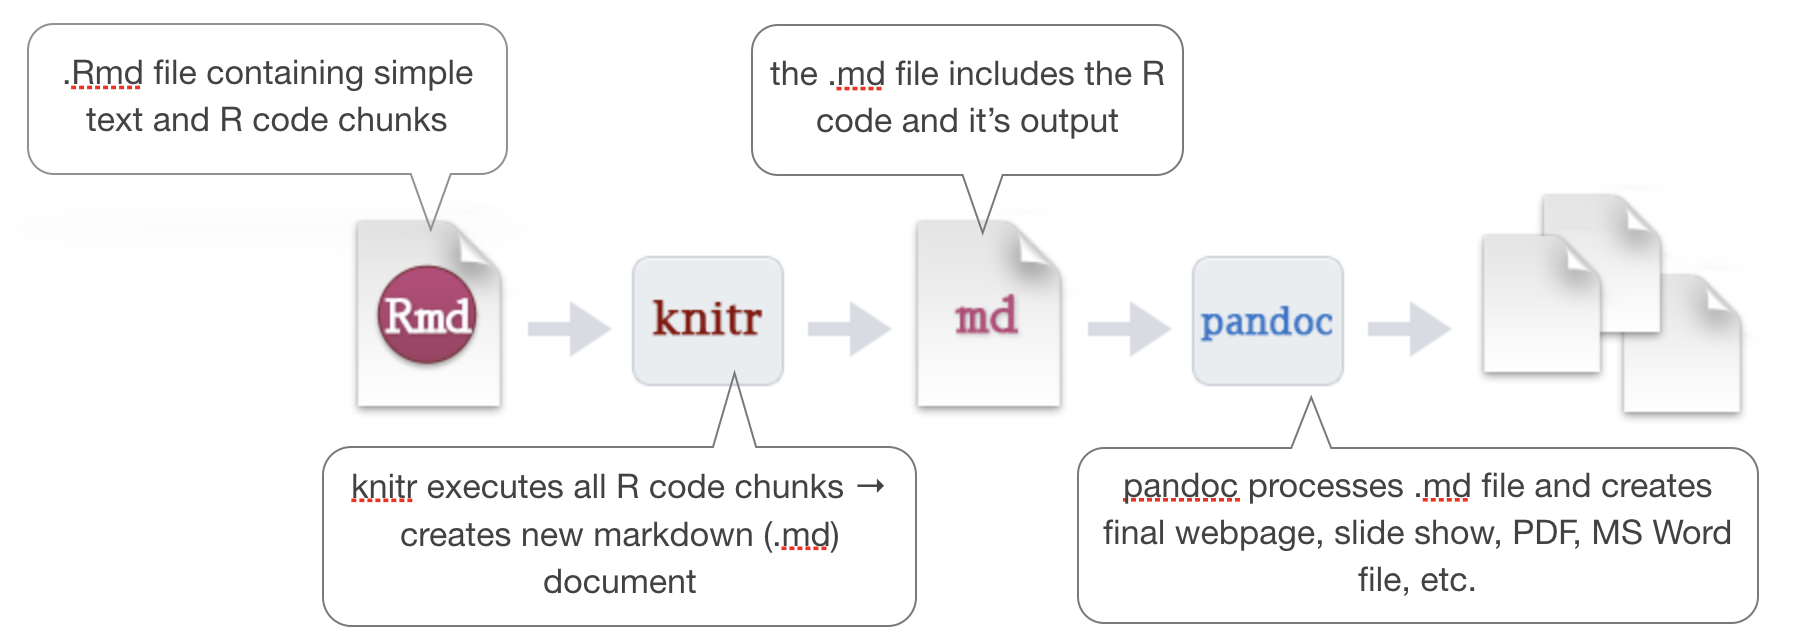 .Rmd file containing simple
text and R code chunks
the .md file includes the R
code and it’s output
Rmd
knitr
md
pandoc
knitr executes all R code chunks →
creates new markdown (.md)
document
pandoc processes .md file and creates
final webpage, slide show, PDF, MS Word
file, etc.